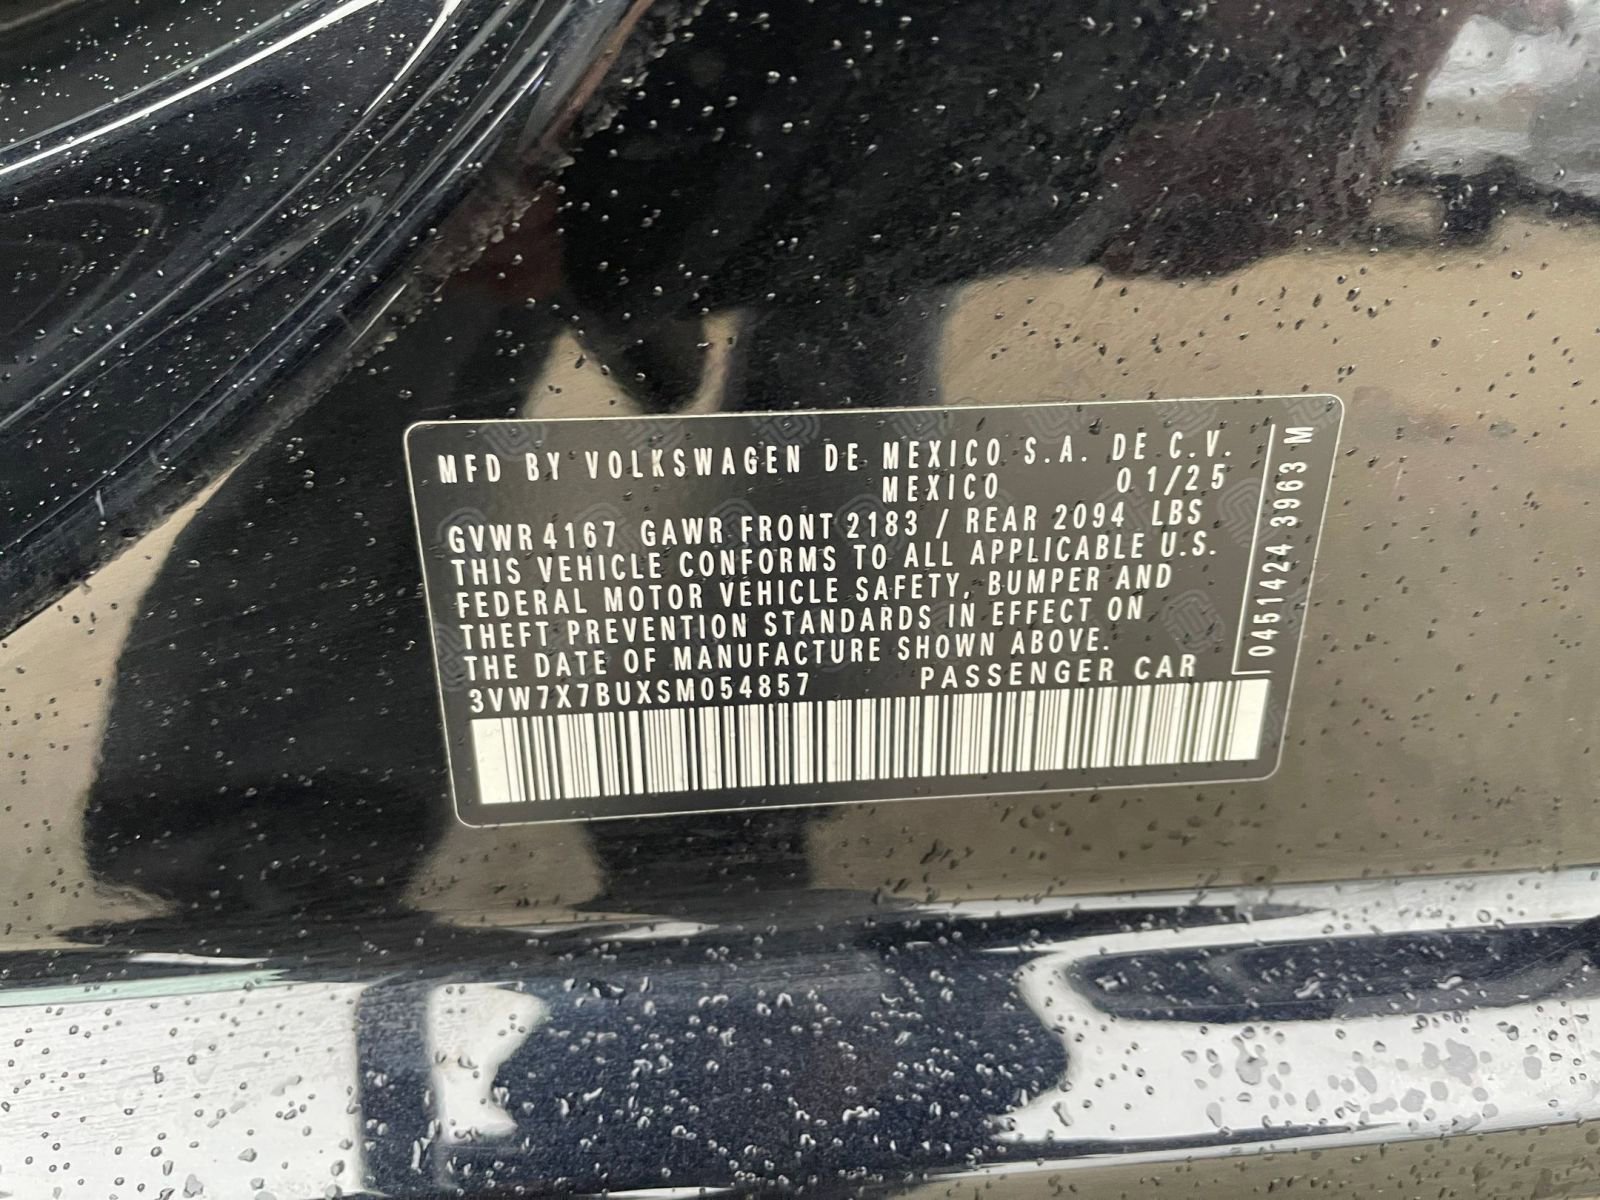 MFD BY VOLKSWAGEN DE MEXICO S.A. DE C.V.
MEXICO 01/25
GVWR 4167 GAWR FRONT 2183 / REAR 2094 LBS
THIS VEHICLE CONFORMS TO ALL APPLICABLE U.S.
FEDERAL MOTOR VEHICLE SAFETY, BUMPER AND
THEFT PREVENTION STANDARDS IN EFFECT ON
THE DATE OF MANUFACTURE SHOWN ABOVE.
3VW7X7BUXSM054857 PASSENGER CAR
0451424 3963 M